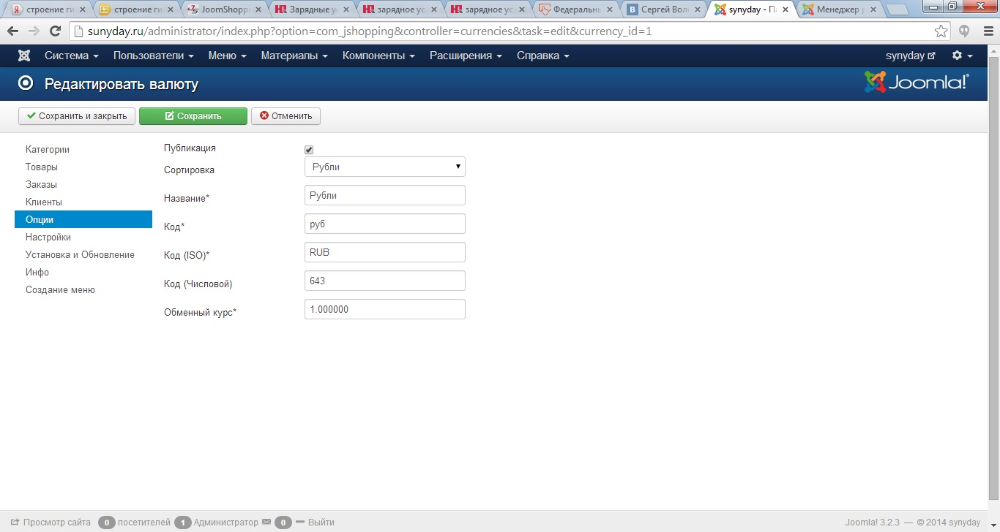 строение ги
строение ги
JoomShoppi
Зарядные у
зарядное ус
зарядное ус
Федеральн
Сергей Воло
synyday - П
Менеджер р
sunyday.ru/administrator/index.php?option=com_jshopping&controller=currencies&task=edit&currency_id=1
Система Пользователи Меню Материалы Компоненты Расширения Справка synyday
Редактировать валюту Joomla!®
Сохранить и закрыть Сохранить Отменить
Категории
Товары
Заказы
Клиенты
Опции
Настройки
Установка и Обновление
Инфо
Создание меню
Публикация
Сортировка Рубли
Название* Рубли
Код* руб
Код (ISO)* RUB
Код (Числовой) 643
Обменный курс* 1.000000
Просмотр сайта 0 посетителей 1 Администратор 0 Выйти
Joomla! 3.2.3 — © 2014 synyday